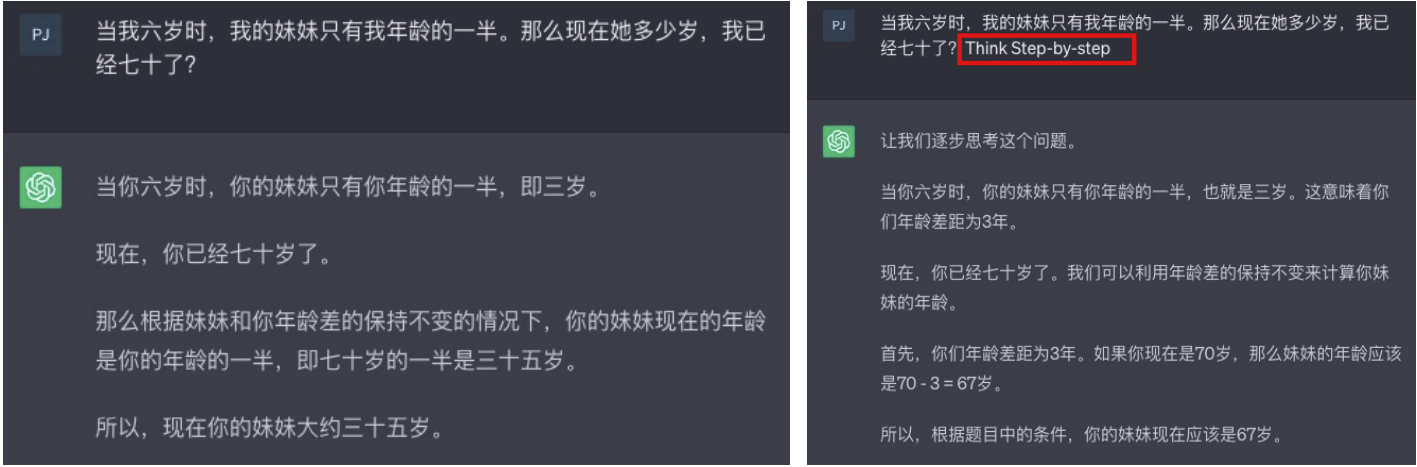 PJ
当我六岁时，我的妹妹只有我年龄的一半。那么现在她多少岁，我已
经七十了?
当你六岁时，你的妹妹只有你年龄的一半，即三岁。
现在，你已经七十岁了。
那么根据妹妹和你年龄差的保持不变的情况下，你的妹妹现在的年龄
是你的年龄的一半，即七十岁的一半是三十五岁。
所以，现在你的妹妹大约三十五岁。
PJ
当我六岁时，我的妹妹只有我年龄的一半。那么现在她多少岁，我已
经七十了? Think Step-by-step
让我们逐步思考这个问题。
当你六岁时，你的妹妹只有你年龄的一半，也就是三岁。这意味着你
们年龄差距为3年。
现在，你已经七十岁了。我们可以利用年龄差的保持不变来计算你妹
妹的年龄。
首先，你们年龄差距为3年。如果你现在是70岁，那么妹妹的年龄应该
是70 - 3 = 67岁。
所以，根据题目中的条件，你的妹妹现在应该是67岁。